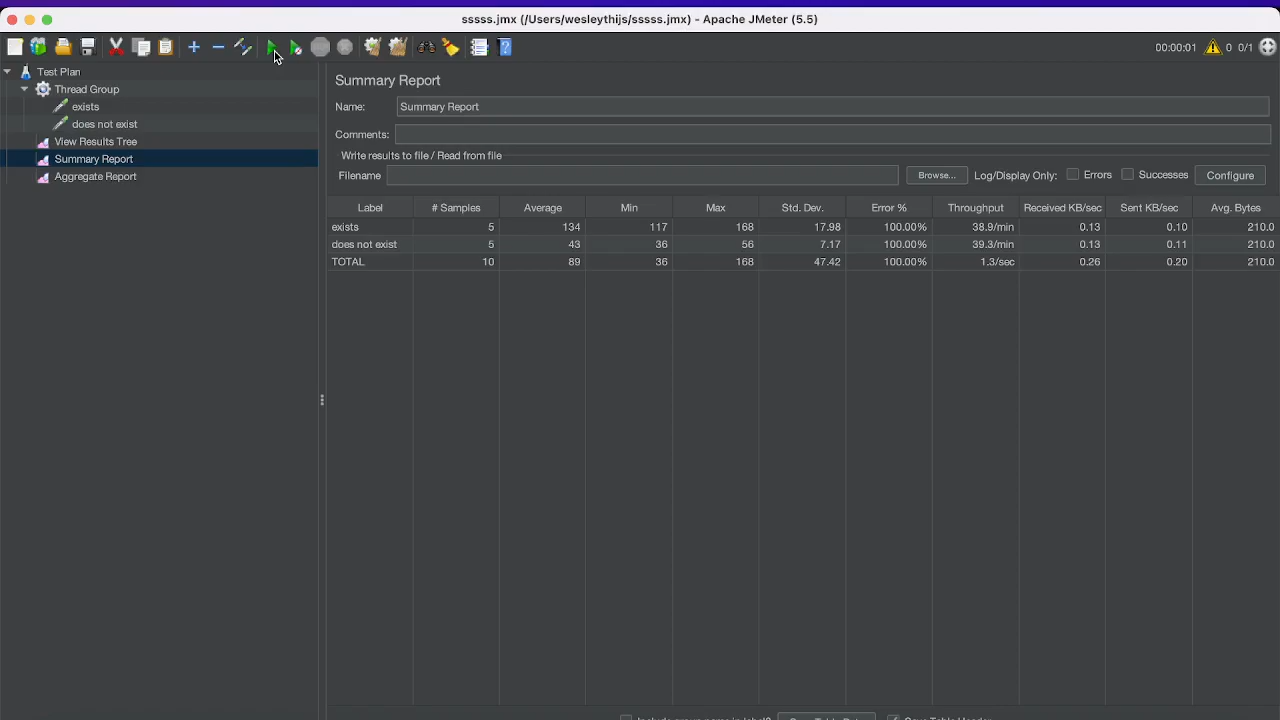 sssss.jmx (/Users/wesleythijs/sssss.jmx) - Apache JMeter (5.5)
00:00:01 0 0/1
Test Plan
Thread Group
exists
does not exist
View Results Tree
Summary Report
Aggregate Report
Summary Report
Name: Summary Report
Comments:
Write results to file / Read from file
Filename Browse... Log/Display Only: Errors Successes Configure
Label # Samples Average Min Max Std. Dev. Error % Throughput Received KB/sec Sent KB/sec Avg. Bytes
exists 5 134 117 168 17.98 100.00% 38.9/min 0.13 0.10 210.0
does not exist 5 43 36 56 7.17 100.00% 39.3/min 0.13 0.11 210.0
TOTAL 10 89 36 168 47.42 100.00% 1.3/sec 0.26 0.20 210.0